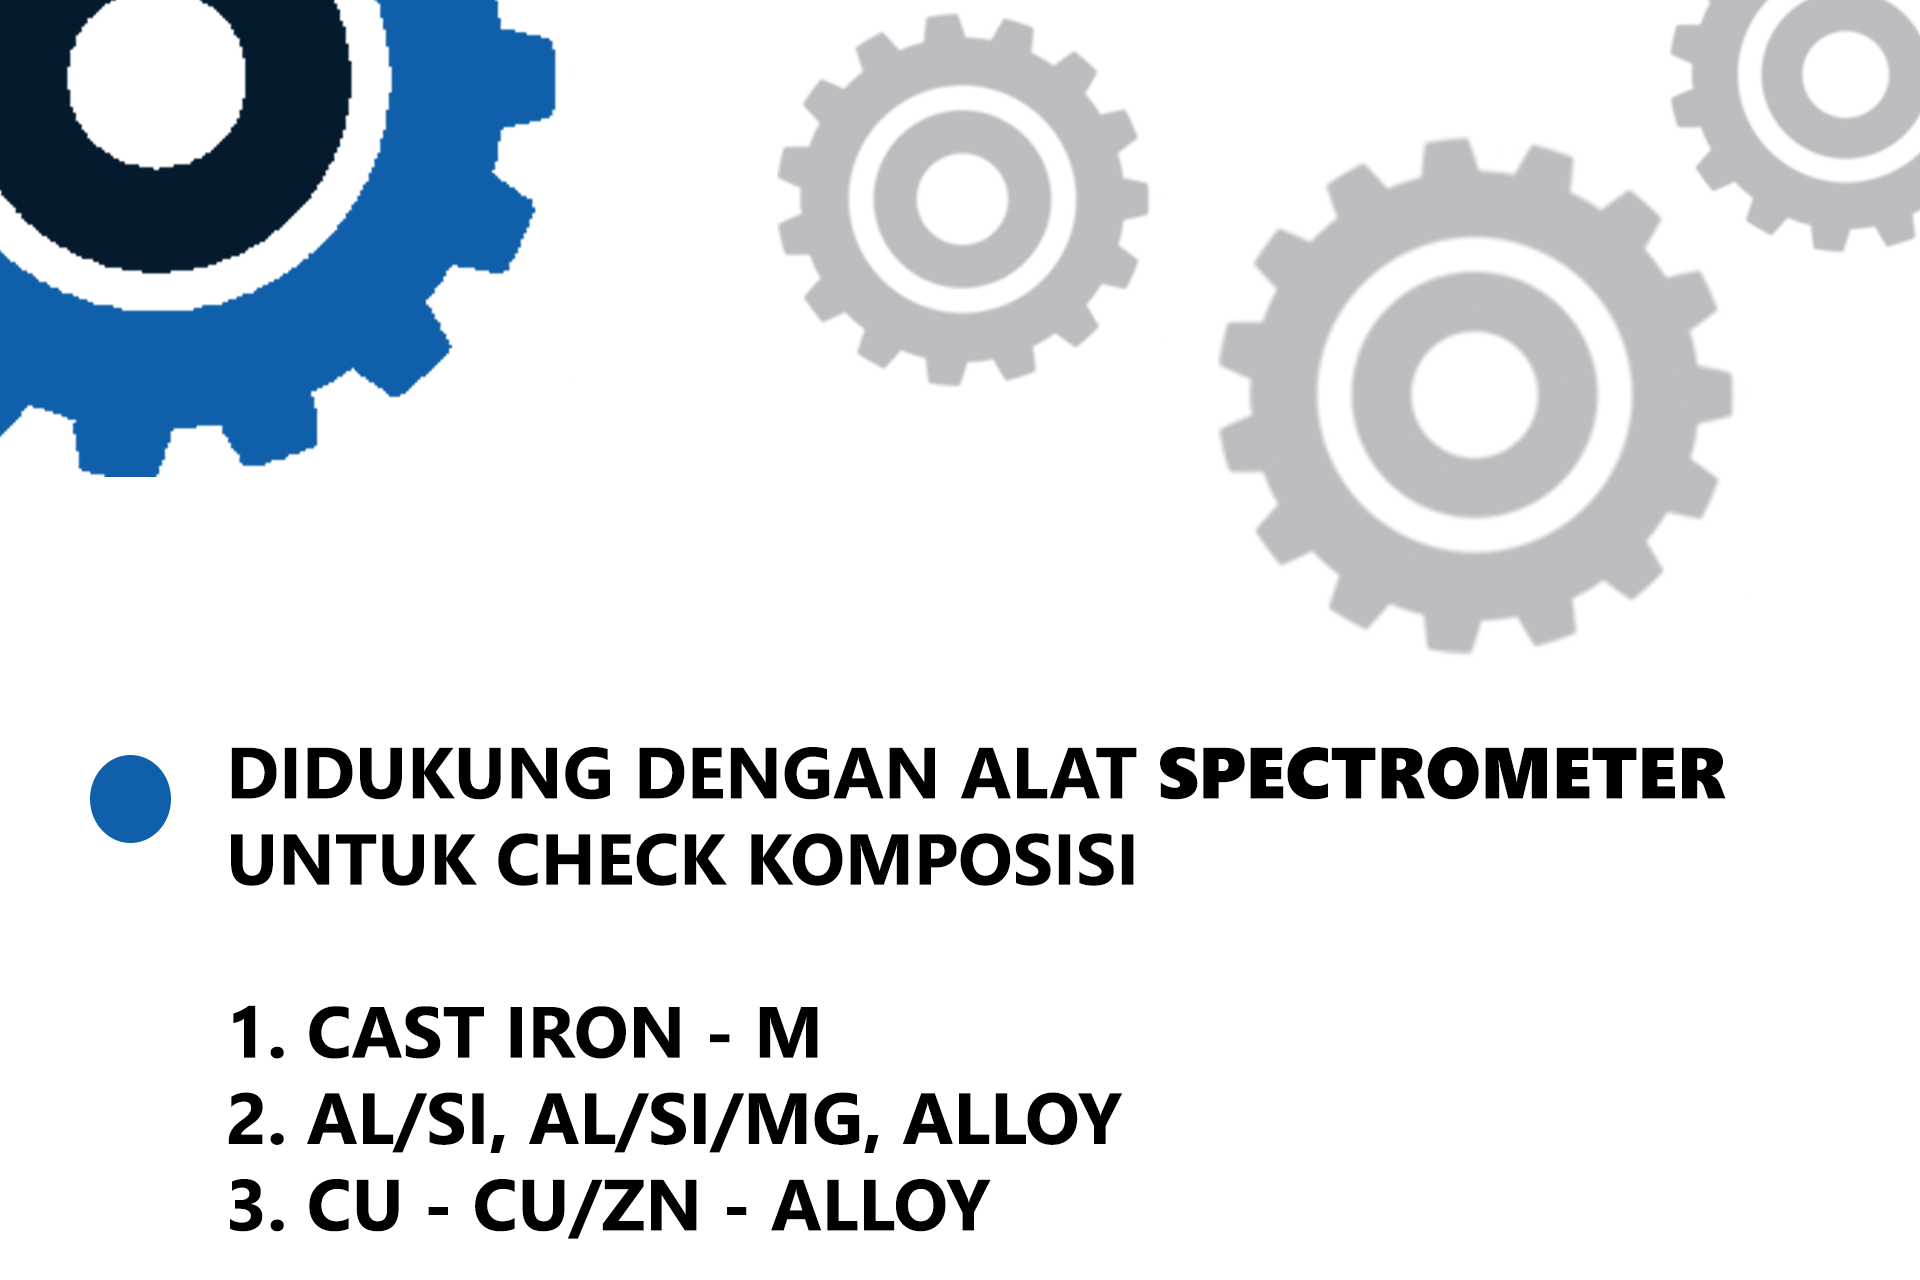 DIDUKUNG DENGAN ALAT SPECTROMETER
UNTUK CHECK KOMPOSISI
1. CAST IRON - M
2. AL/SI, AL/SI/MG, ALLOY
3. CU - CU/ZN - ALLOY